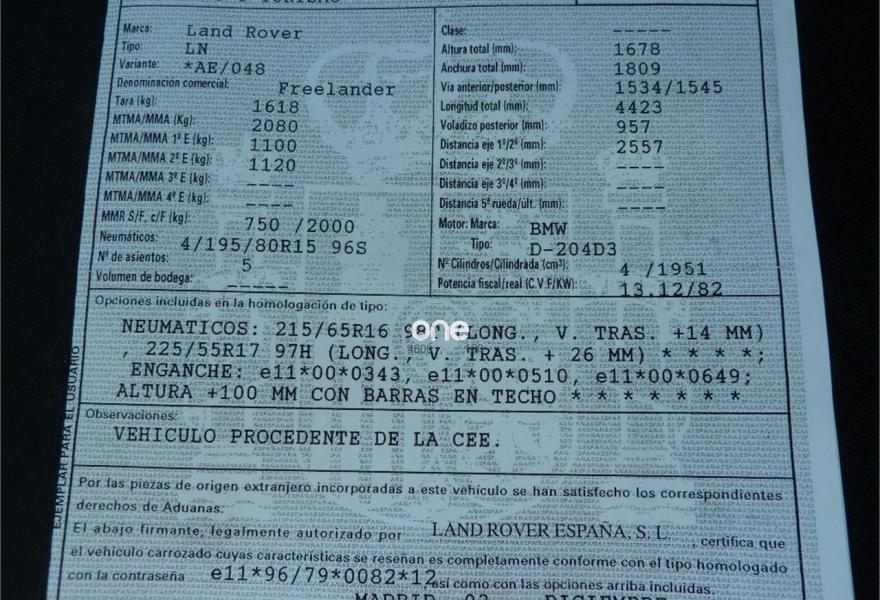 Marca: Land Rover
Tipo: LN
Variante: *AE/048
Denominación comercial: Freelander
Tara (kg): 1618
MTMA/MMA (Kg): 2080
MTMA/MMA 1º E (kg): 1100
MTMA/MMA 2º E (kg): 1120
MTMA/MMA 3º E (kg): ----
MTMA/MMA 4º E (kg): ----
MMR S/F, c/F (kg): 750 /2000
Neumáticos: 4/195/80R15 96S
Nº de asientos: 5
Volumen de bodega: -----
Clase: -----
Altura total (mm): 1678
Anchura total (mm): 1809
Vía anterior/posterior (mm): 1534/1545
Longitud total (mm): 4423
Voladizo posterior (mm): 957
Distancia eje 1º/2º (mm): 2557
Distancia eje 2º/3º (mm): ----
Distancia eje 3º/4º (mm): ----
Distancia 5ª rueda/últ. (mm): ----
Motor: Marca: BMW
Tipo: D-204D3
Nº Cilindros/Cilindrada (cm³): 4 /1951
Potencia fiscal/real (C.V.F/KW): 13.12/82
Opciones incluidas en la homologación de tipo:
NEUMATICOS: 215/65R16 (LONG., V. TRAS. +14 MM)
one
, 225/55R17 97H (LONG., V. TRAS. + 26 MM) * * * *;
ENGANCHE: e11*00*0343, e11*00*0510, e11*00*0649;
ALTURA +100 MM CON BARRAS EN TECHO * * * * * * *
Observaciones:
VEHICULO PROCEDENTE DE LA CEE.
EJEMPLAR PARA EL USUARIO
Por las piezas de origen extranjero incorporadas a este vehículo se han satisfecho los correspondientes
derechos de Aduanas.
El abajo firmante, legalmente autorizado por LAND ROVER ESPAÑA, S. L. , certifica que
el vehículo carrozado cuyas características se reseñan es completamente conforme con el tipo homologado
con la contraseña e11*96/79*0082*12 así como con las opciones arriba incluidas.